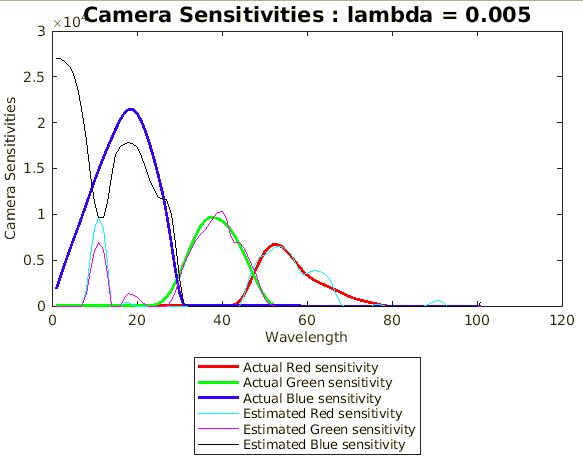 Camera Sensitivities : lambda = 0.005
×10
3
2.5
2
1.5
1
0.5
0
Camera Sensitivities
0 20 40 60 80 100 120
Wavelength
Actual Red sensitivity
Actual Green sensitivity
Actual Blue sensitivity
Estimated Red sensitivity
Estimated Green sensitivity
Estimated Blue sensitivity